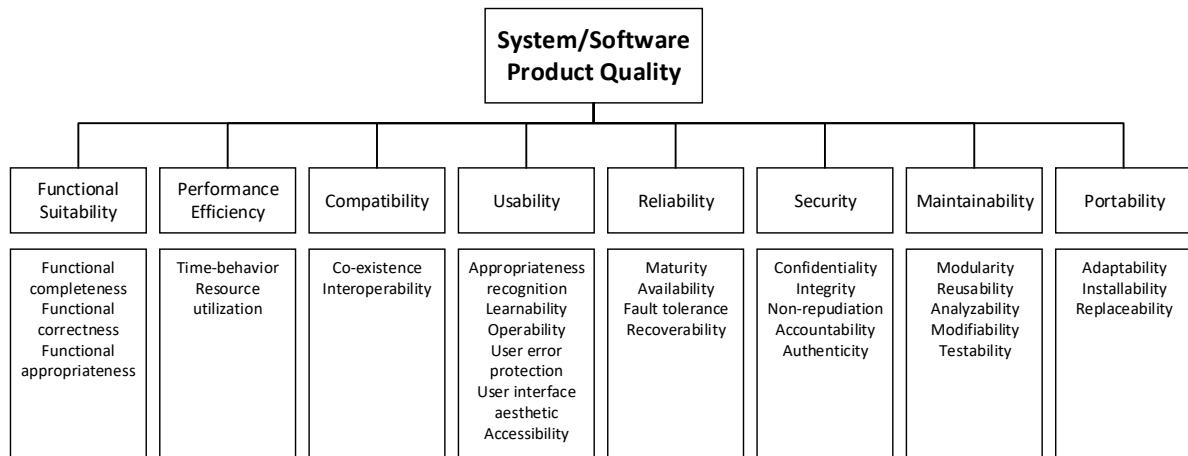 System/Software
Product Quality
Functional
Suitability
Performance
Efficiency
Compatibility
Usability
Reliability
Security
Maintainability
Portability
Functional
completeness
Functional
correctness
Functional
appropriateness
Time-behavior
Resource
utilization
Co-existence
Interoperability
Appropriateness
recognition
Learnability
Operability
User error
protection
User interface
aesthetic
Accessibility
Maturity
Availability
Fault tolerance
Recoverability
Confidentiality
Integrity
Non-repudiation
Accountability
Authenticity
Modularity
Reusability
Analyzability
Modifiability
Testability
Adaptability
Installability
Replaceability